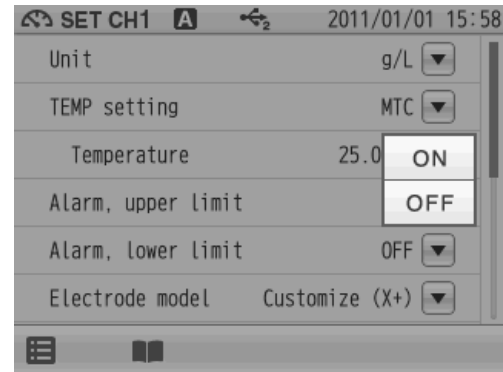 SET CH1 A 2 2011/01/01 15:58
Unit g/L
TEMP setting MTC
Temperature 25.0 ON
Alarm, upper limit OFF
Alarm, lower limit OFF
Electrode model Customize (X+)